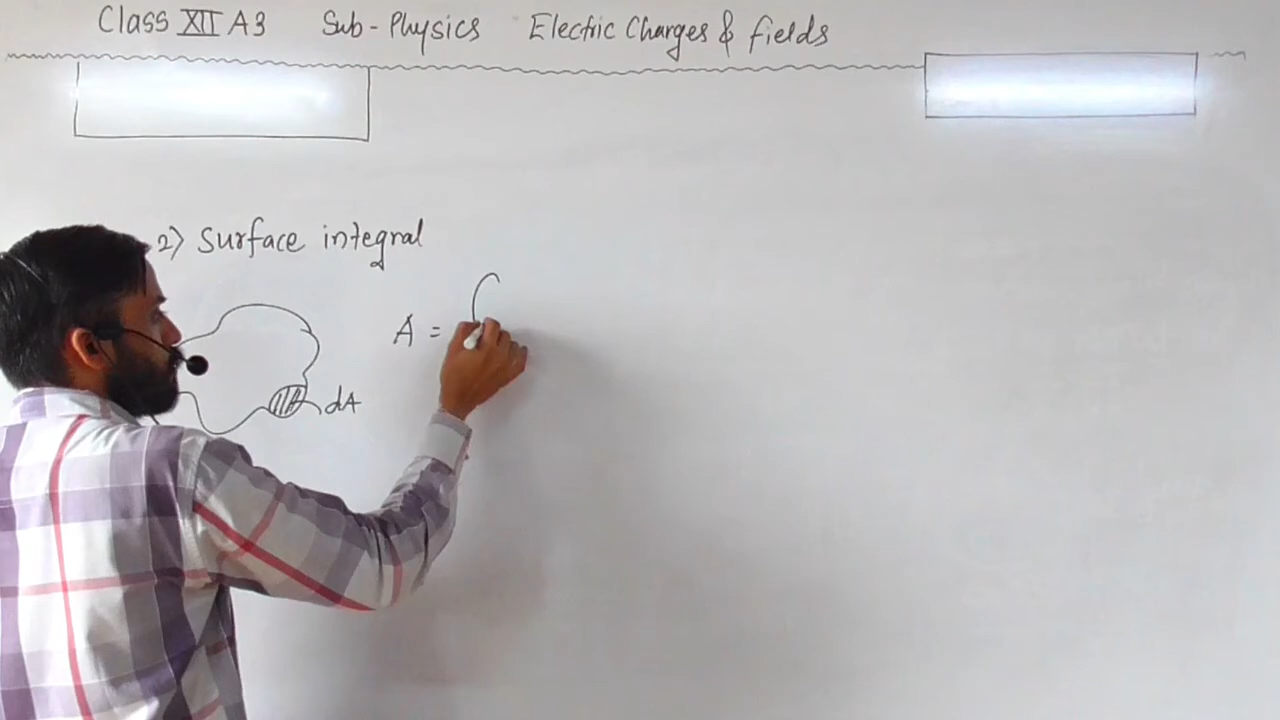 Class XII A3 Sub-Physics Electric Charges & fields
2) Surface integral
A = ∫
dA